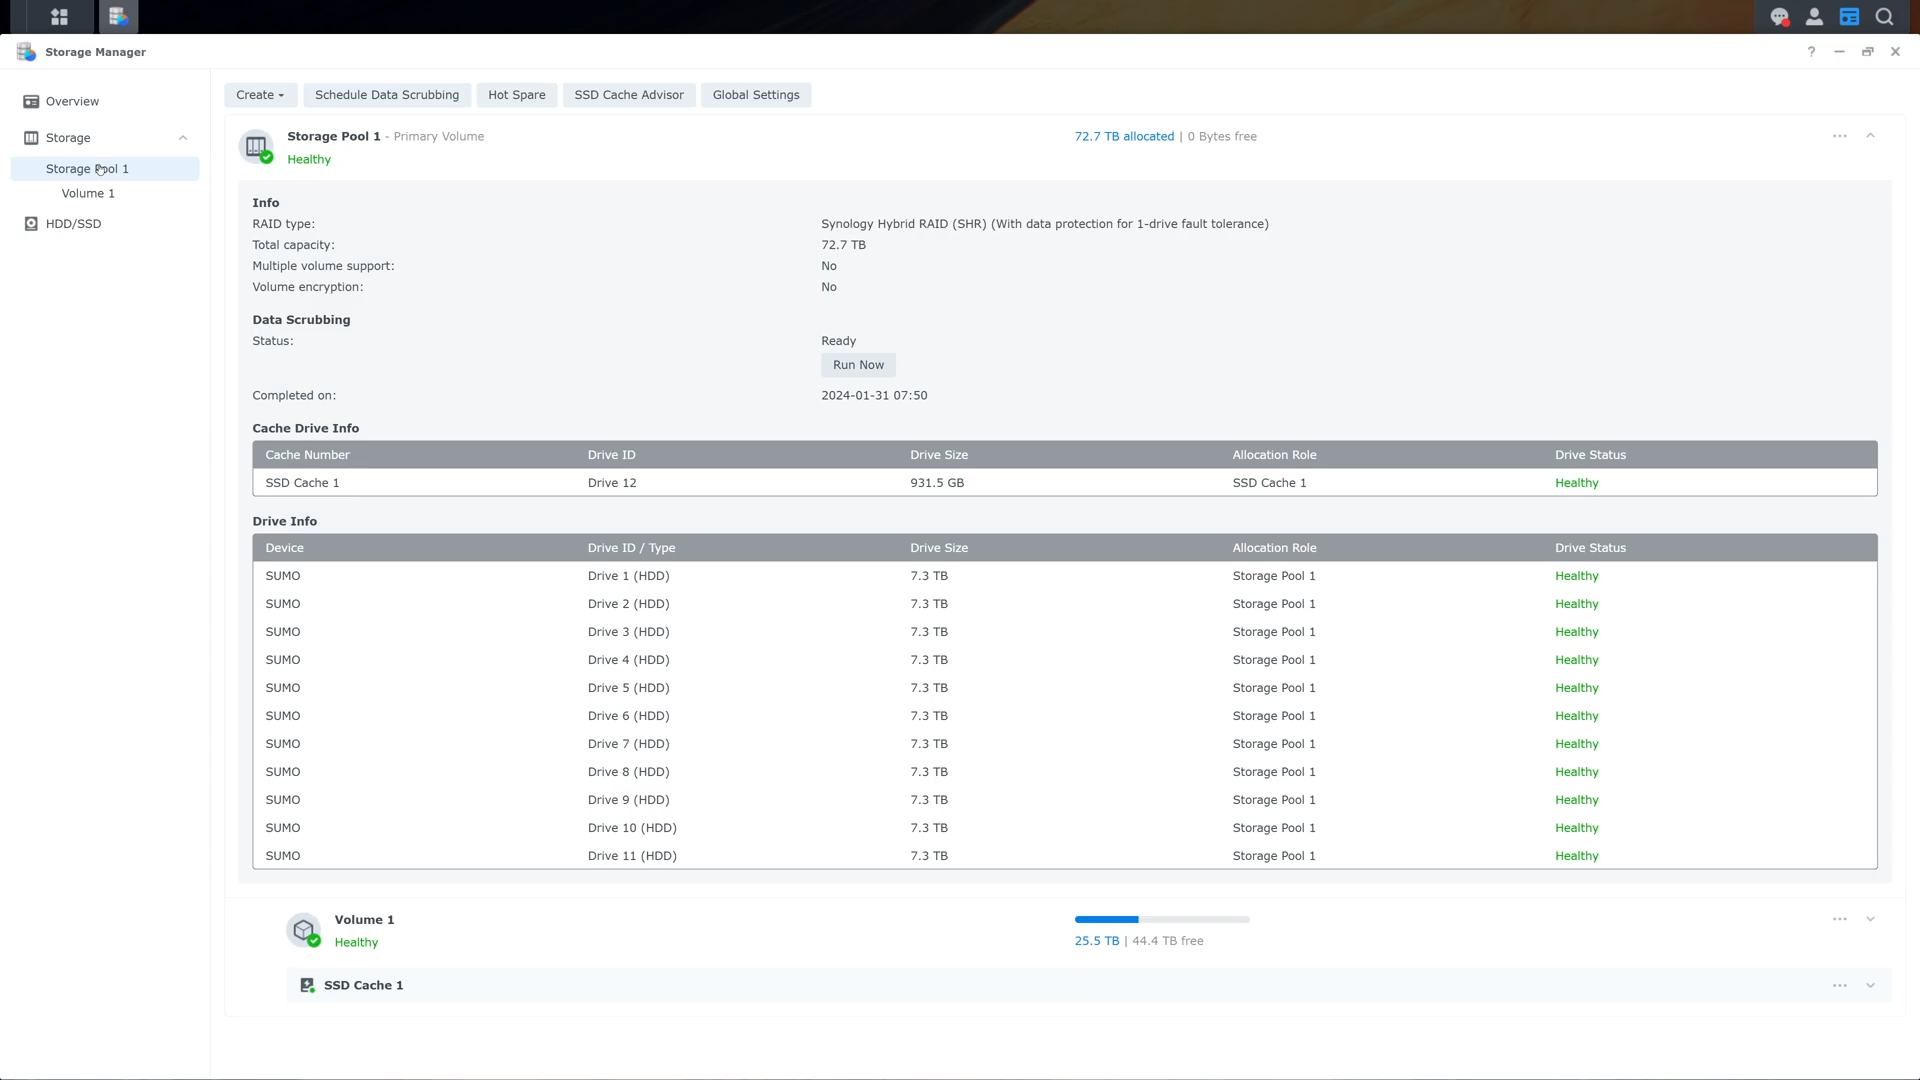 Storage Manager
?
Overview
Storage
Storage Pool 1
Volume 1
HDD/SSD
Create
Schedule Data Scrubbing
Hot Spare
SSD Cache Advisor
Global Settings
Storage Pool 1 - Primary Volume
72.7 TB allocated | 0 Bytes free
Healthy
Info
RAID type: Synology Hybrid RAID (SHR) (With data protection for 1-drive fault tolerance)
Total capacity: 72.7 TB
Multiple volume support: No
Volume encryption: No
Data Scrubbing
Status: Ready
Run Now
Completed on: 2024-01-31 07:50
Cache Drive Info
Cache Number Drive ID Drive Size Allocation Role Drive Status
SSD Cache 1 Drive 12 931.5 GB SSD Cache 1 Healthy
Drive Info
Device Drive ID / Type Drive Size Allocation Role Drive Status
SUMO Drive 1 (HDD) 7.3 TB Storage Pool 1 Healthy
SUMO Drive 2 (HDD) 7.3 TB Storage Pool 1 Healthy
SUMO Drive 3 (HDD) 7.3 TB Storage Pool 1 Healthy
SUMO Drive 4 (HDD) 7.3 TB Storage Pool 1 Healthy
SUMO Drive 5 (HDD) 7.3 TB Storage Pool 1 Healthy
SUMO Drive 6 (HDD) 7.3 TB Storage Pool 1 Healthy
SUMO Drive 7 (HDD) 7.3 TB Storage Pool 1 Healthy
SUMO Drive 8 (HDD) 7.3 TB Storage Pool 1 Healthy
SUMO Drive 9 (HDD) 7.3 TB Storage Pool 1 Healthy
SUMO Drive 10 (HDD) 7.3 TB Storage Pool 1 Healthy
SUMO Drive 11 (HDD) 7.3 TB Storage Pool 1 Healthy
Volume 1
Healthy
25.5 TB | 44.4 TB free
SSD Cache 1